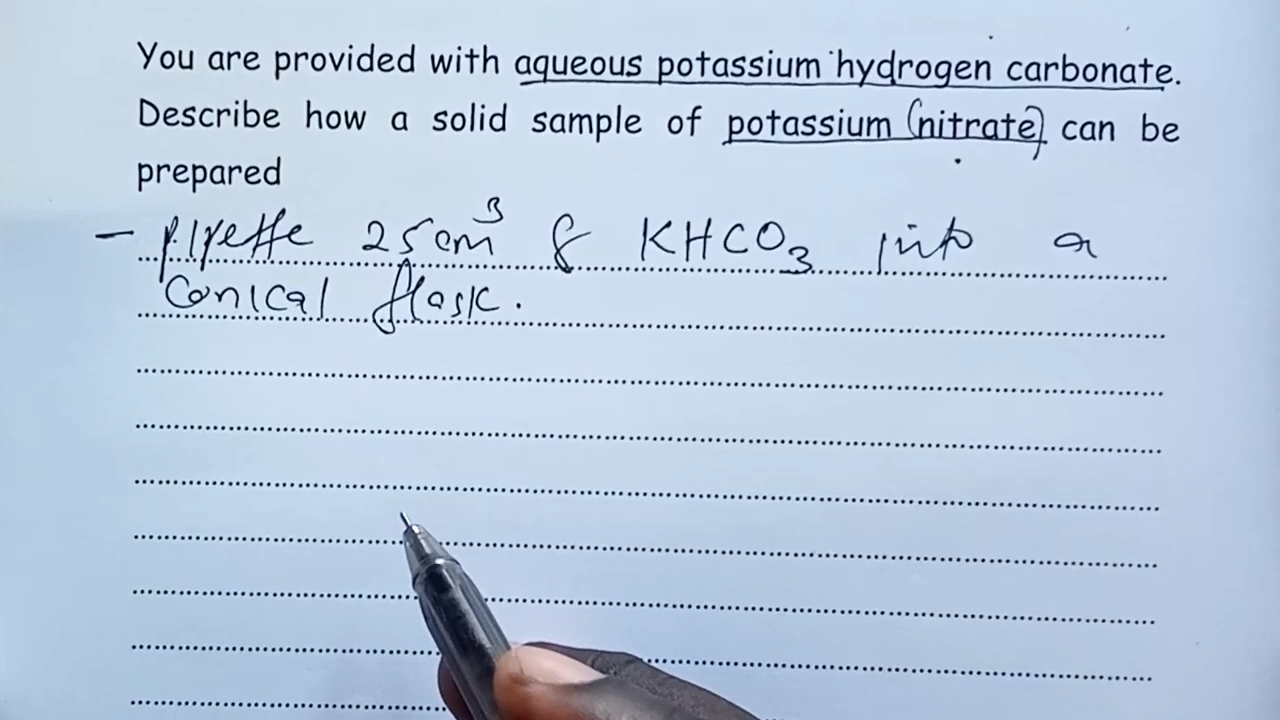 You are provided with aqueous potassium hydrogen carbonate.
Describe how a solid sample of potassium (nitrate) can be
prepared
- pipette 25cm³ of KHCO₃ into a
Conical flask.